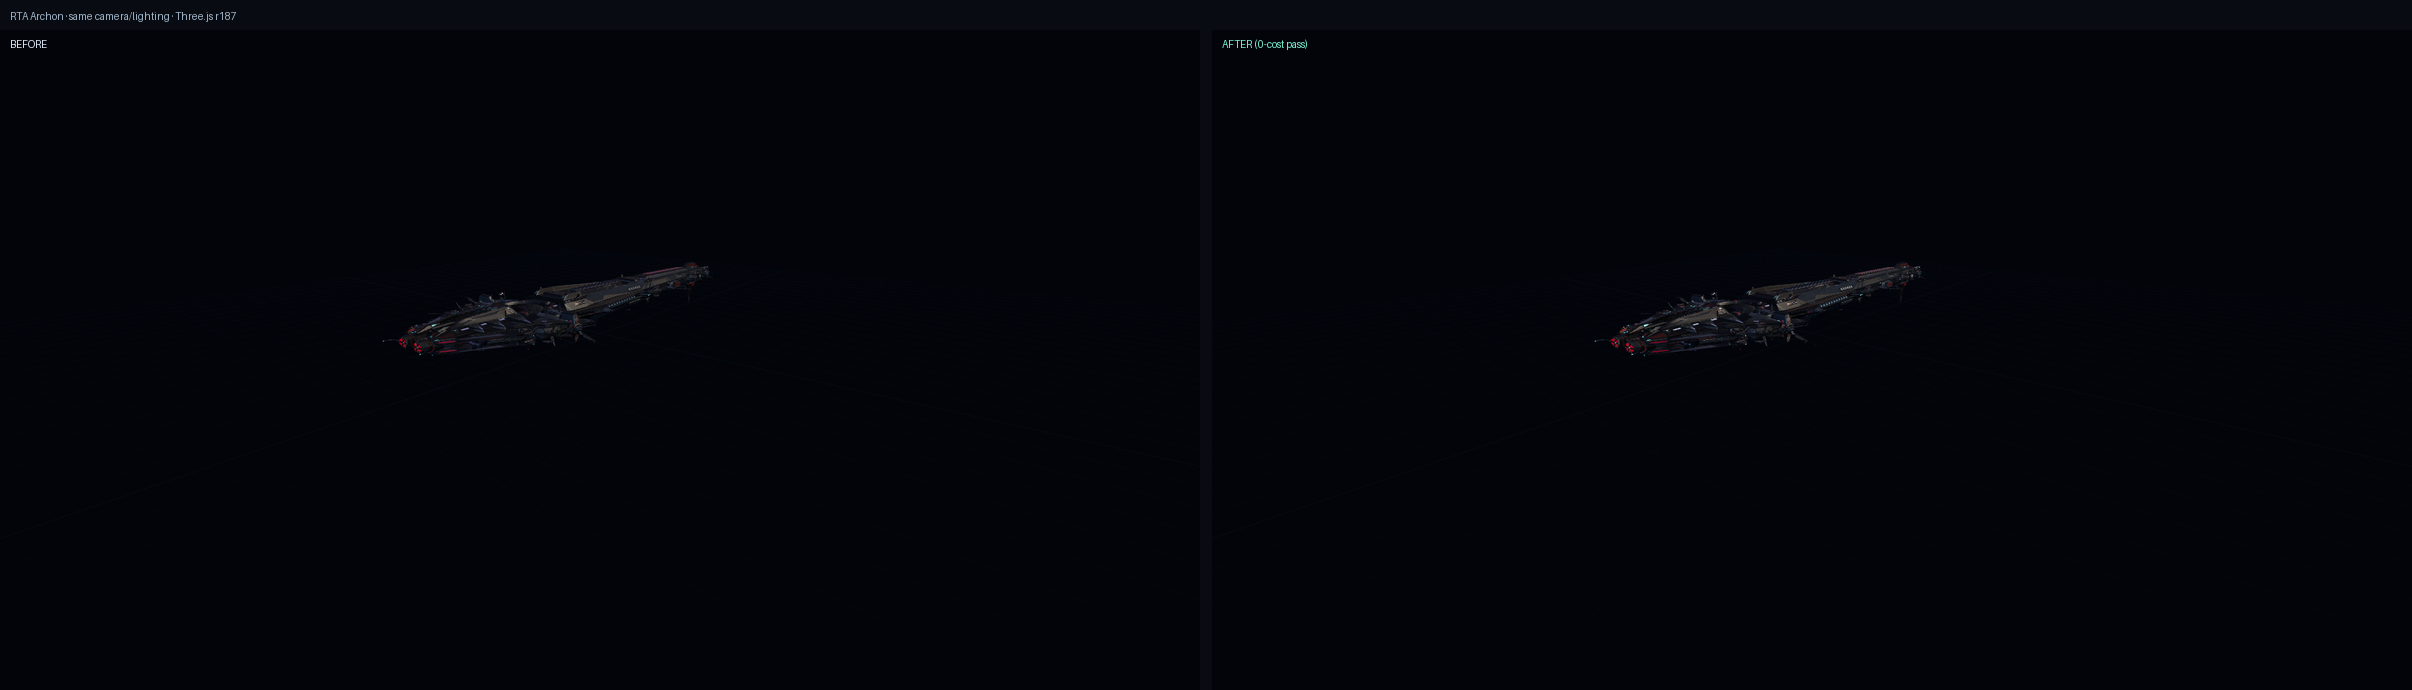 RTA Archon · same camera/lighting · Three.js r187
BEFORE
AFTER (0-cost pass)